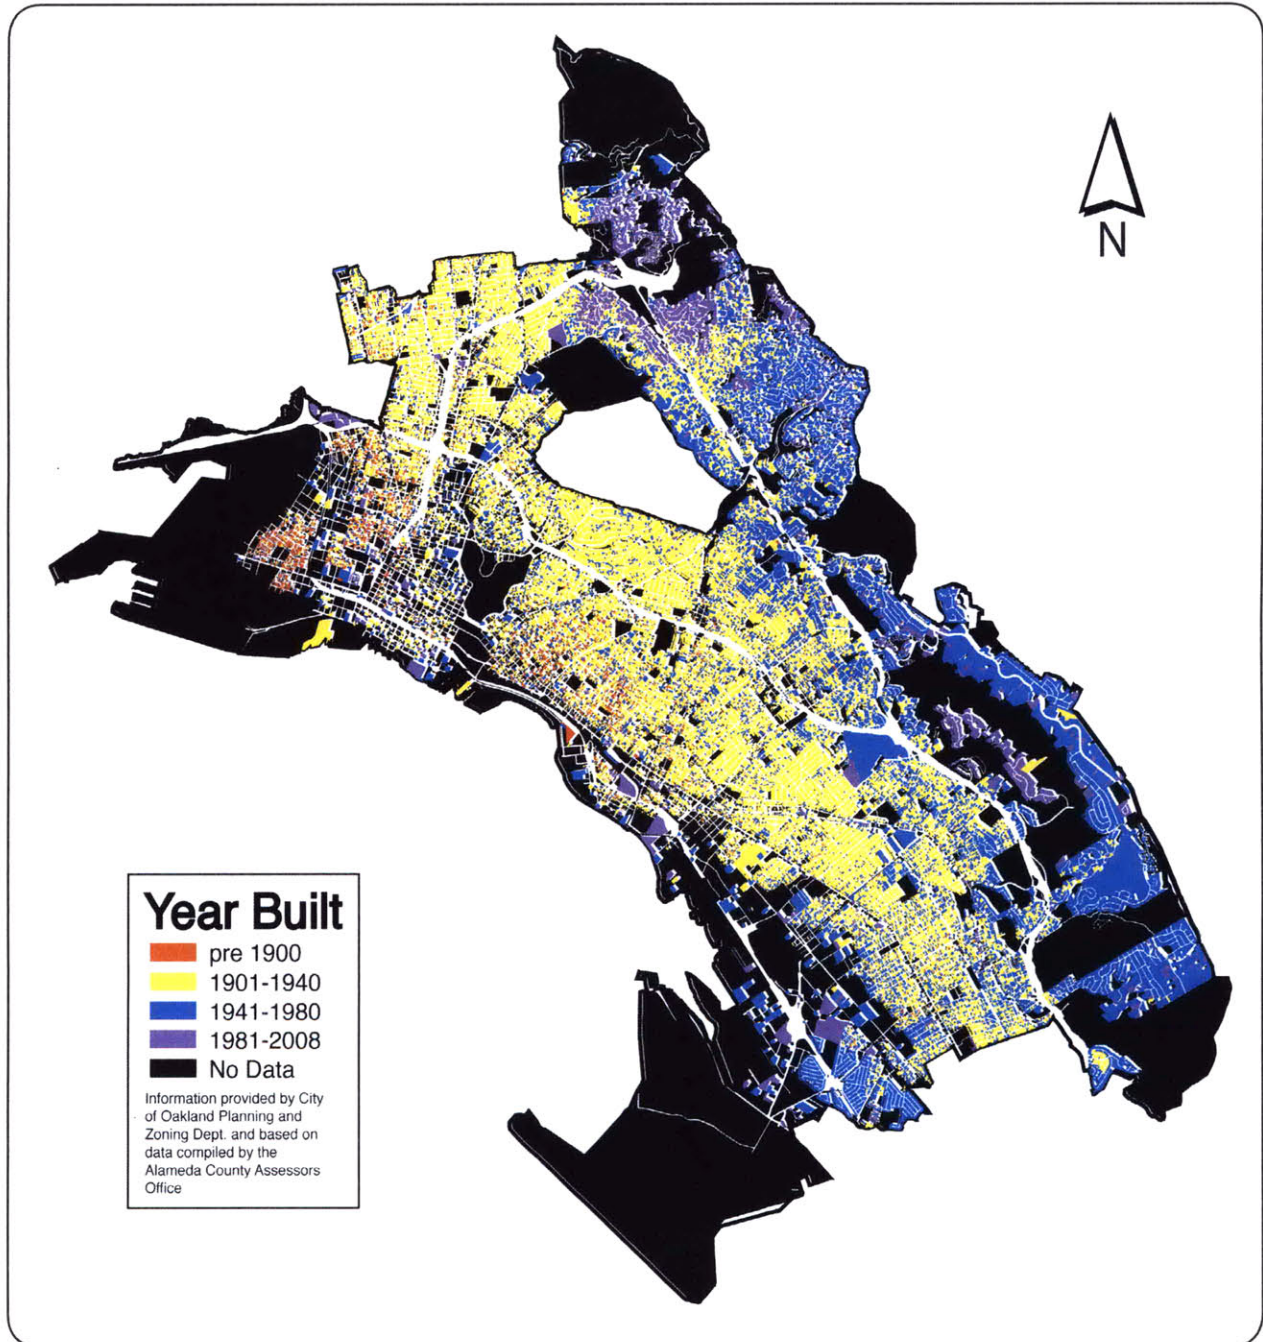 N
Year Built
pre 1900
1901-1940
1941-1980
1981-2008
No Data
Information provided by City
of Oakland Planning and
Zoning Dept. and based on
data compiled by the
Alameda County Assessors
Office